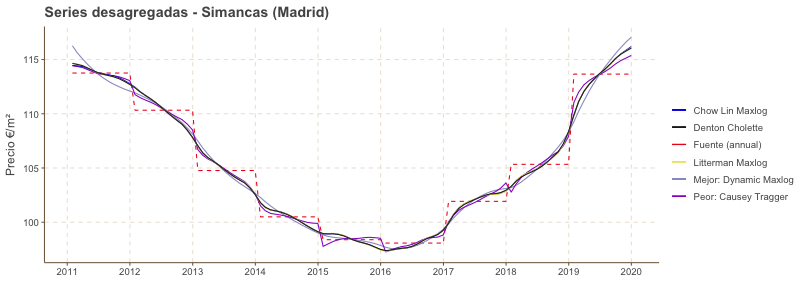 Series desagregadas - Simancas (Madrid)
Precio €/m²
115
110
105
100
2011 2012 2013 2014 2015 2016 2017 2018 2019 2020
Chow Lin Maxlog
Denton Cholette
Fuente (annual)
Litterman Maxlog
Mejor: Dynamic Maxlog
Peor: Causey Tragger